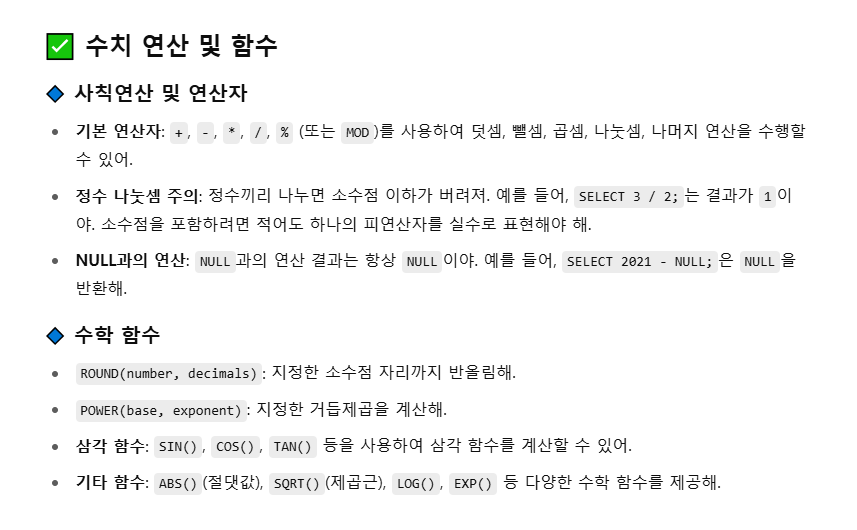 ✅ 수치 연산 및 함수
🔷 사칙연산 및 연산자
• 기본 연산자: +, -, *, /, % (또는 MOD)를 사용하여 덧셈, 뺄셈, 곱셈, 나눗셈, 나머지 연산을 수행할
수 있어.
• 정수 나눗셈 주의: 정수끼리 나누면 소수점 이하가 버려져. 예를 들어, SELECT 3 / 2;는 결과가 1이
야. 소수점을 포함하려면 적어도 하나의 피연산자를 실수로 표현해야 해.
• NULL과의 연산: NULL과의 연산 결과는 항상 NULL이야. 예를 들어, SELECT 2021 - NULL;은 NULL을
반환해.
🔷 수학 함수
• ROUND(number, decimals): 지정한 소수점 자리까지 반올림해.
• POWER(base, exponent): 지정한 거듭제곱을 계산해.
• 삼각 함수: SIN(), COS(), TAN() 등을 사용하여 삼각 함수를 계산할 수 있어.
• 기타 함수: ABS()(절댓값), SQRT()(제곱근), LOG(), EXP() 등 다양한 수학 함수를 제공해.